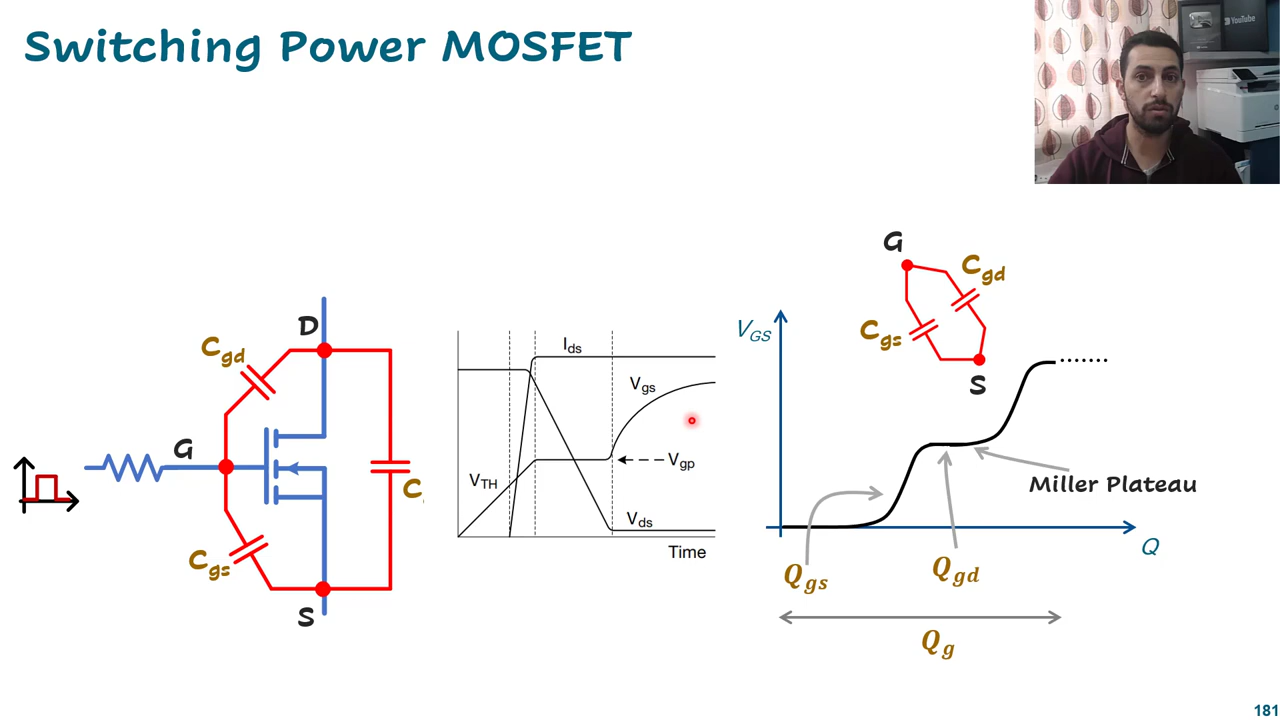 Switching Power MOSFET
YouTube
G
C_gd
C_gs
S
D
C_gd
G
C_gs
S
C
I_ds
V_gs
V_TH
V_gp
V_ds
Time
V_GS
Miller Plateau
Q
Q_gs
Q_gd
Q_g
181